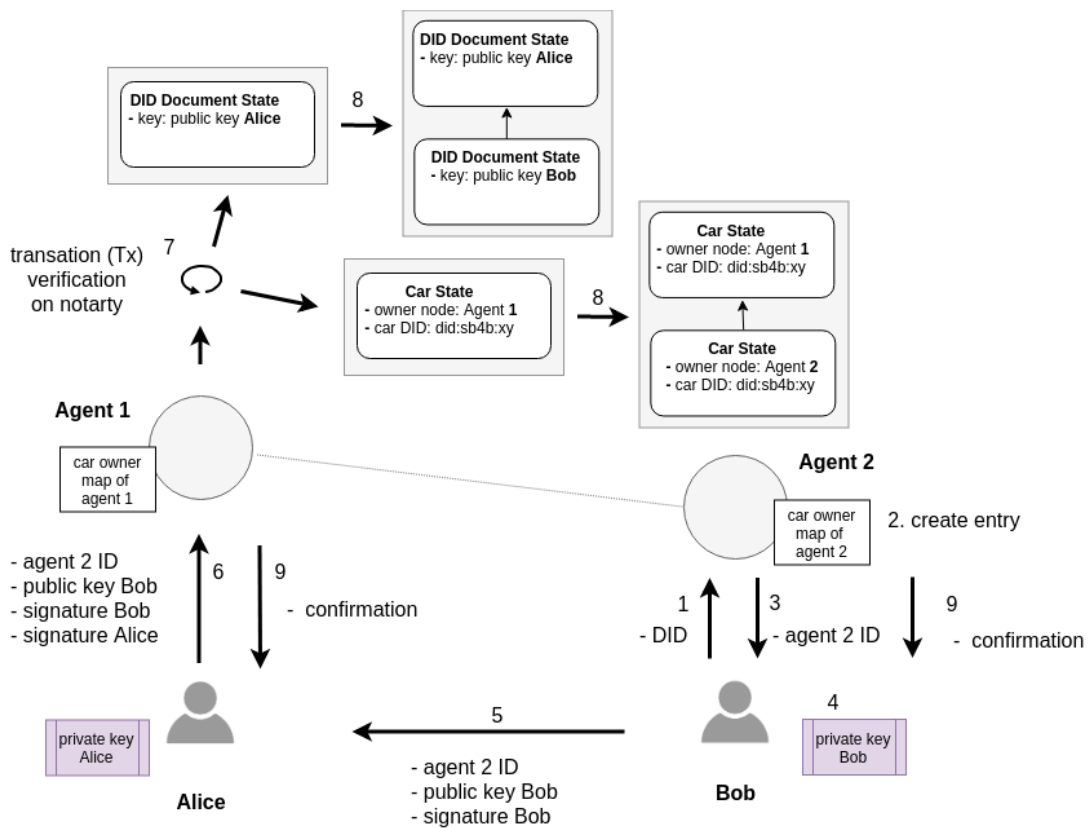 DID Document State
- key: public key Alice
DID Document State
- key: public key Bob
8
DID Document State
- key: public key Alice
7
transation (Tx)
verification
on notarty
Car State
- owner node: Agent 1
- car DID: did:sb4b:xy
8
Car State
- owner node: Agent 1
- car DID: did:sb4b:xy
Car State
- owner node: Agent 2
- car DID: did:sb4b:xy
Agent 1
car owner
map of
agent 1
Agent 2
car owner
map of
agent 2
2. create entry
- agent 2 ID
- public key Bob
- signature Bob
- signature Alice
6
9
- confirmation
1
- DID
3
- agent 2 ID
9
- confirmation
private key
Alice
Alice
5
- agent 2 ID
- public key Bob
- signature Bob
4
private key
Bob
Bob